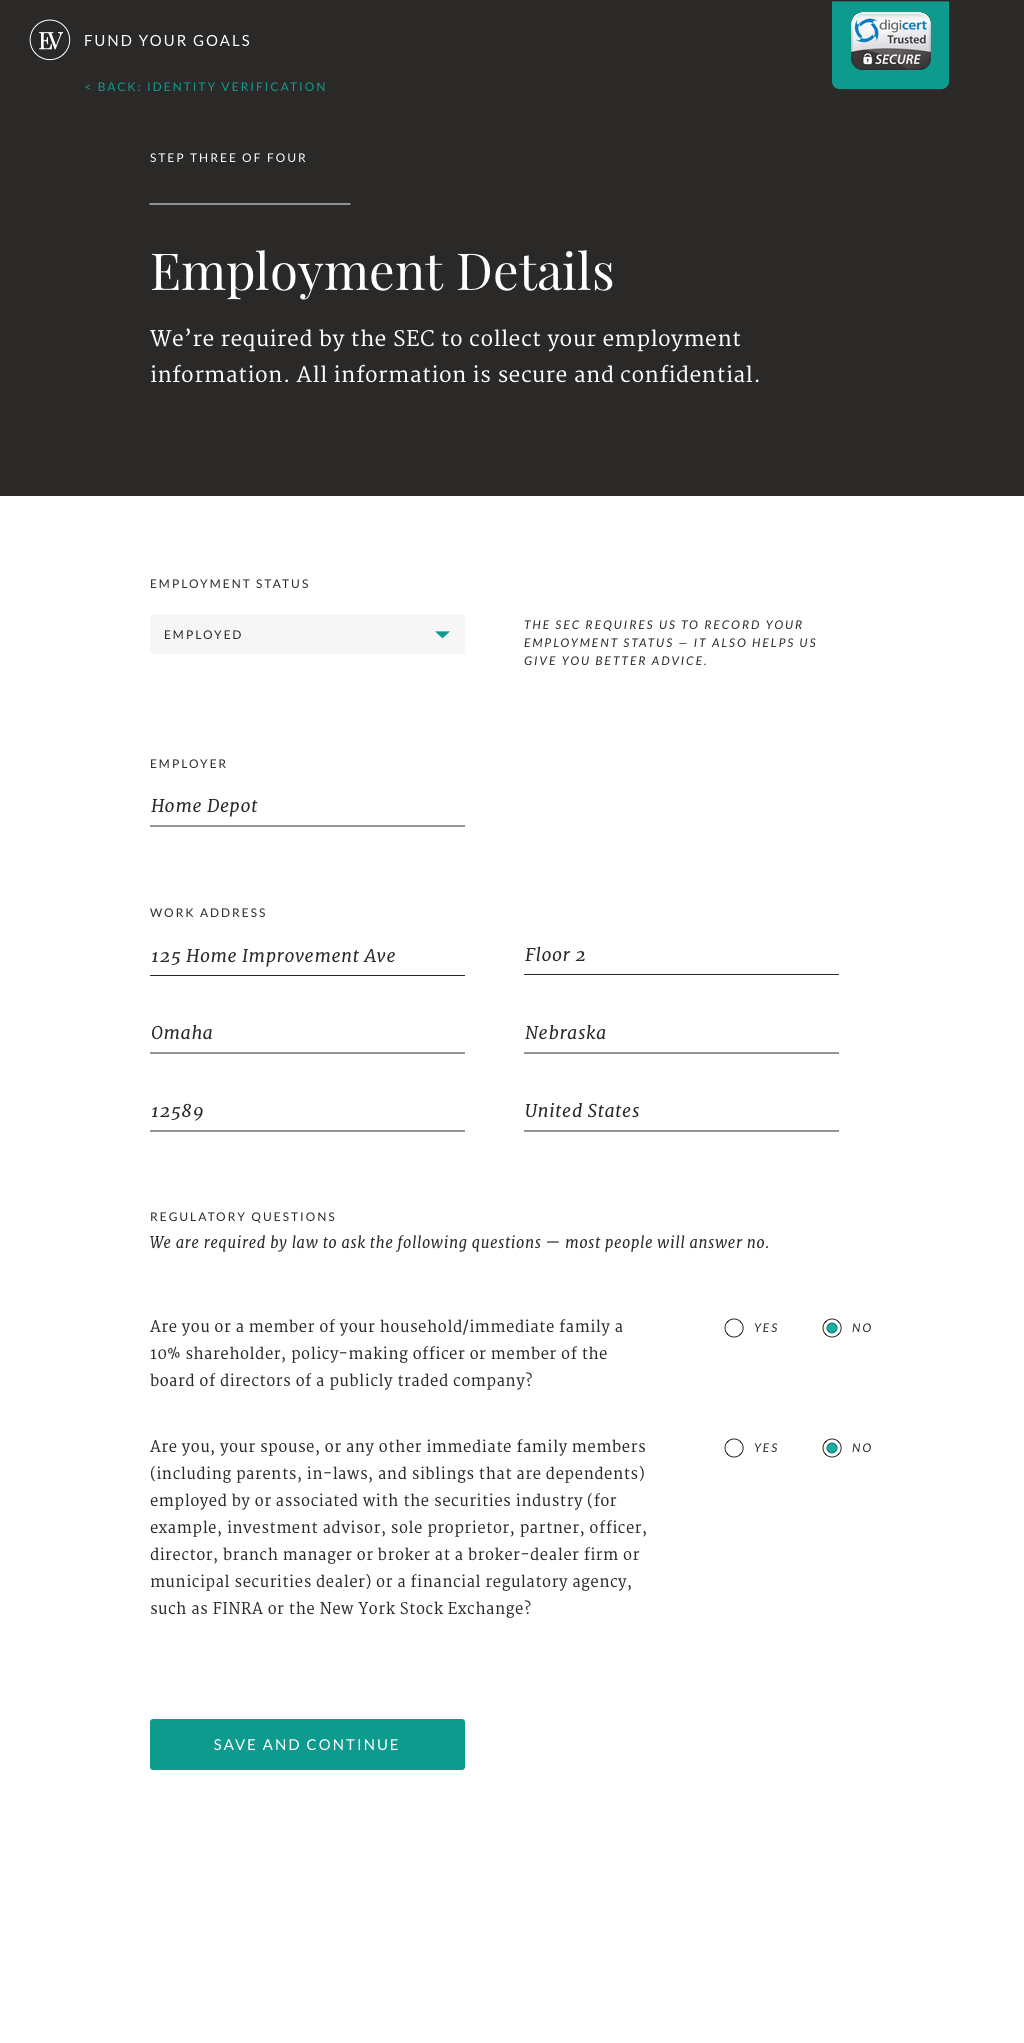 EV FUND YOUR GOALS
digicert
Trusted
SECURE
< BACK: IDENTITY VERIFICATION
STEP THREE OF FOUR
Employment Details
We’re required by the SEC to collect your employment
information. All information is secure and confidential.
EMPLOYMENT STATUS
EMPLOYED
THE SEC REQUIRES US TO RECORD YOUR
EMPLOYMENT STATUS – IT ALSO HELPS US
GIVE YOU BETTER ADVICE.
EMPLOYER
Home Depot
WORK ADDRESS
125 Home Improvement Ave
Floor 2
Omaha
Nebraska
12589
United States
REGULATORY QUESTIONS
We are required by law to ask the following questions — most people will answer no.
Are you or a member of your household/immediate family a
10% shareholder, policy-making officer or member of the
board of directors of a publicly traded company?
YES
NO
Are you, your spouse, or any other immediate family members
(including parents, in-laws, and siblings that are dependents)
employed by or associated with the securities industry (for
example, investment advisor, sole proprietor, partner, officer,
director, branch manager or broker at a broker-dealer firm or
municipal securities dealer) or a financial regulatory agency,
such as FINRA or the New York Stock Exchange?
YES
NO
SAVE AND CONTINUE